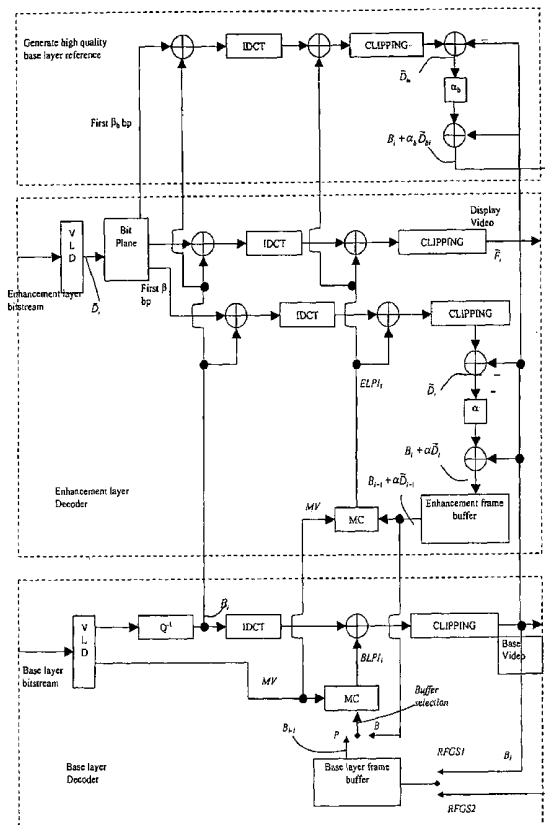 Generate high quality
base layer reference
IDCT
CLIPPING
−
D̃bi
αb
First βb bp
Bi + αb D̃bi
Display
Video
V
L
D
Bit
Plane
IDCT
CLIPPING
F̃i
Enhancement layer
bitstream
D̂i
First β
bp
IDCT
CLIPPING
−
D̃i
−
ELPIi
α
Bi + αD̃i
Bi−1 + αD̃i−1
MV
MC
Enhancement frame
buffer
Enhancement layer
Decoder
B̂i
V
L
D
Q-1
IDCT
CLIPPING
Base
Video
Base layer
bitstream
BLPIi
MV
MC
Buffer
selection
P
B
Bi-1
RFGS1
Bi
Base layer frame
buffer
Base layer
Decoder
RFGS2